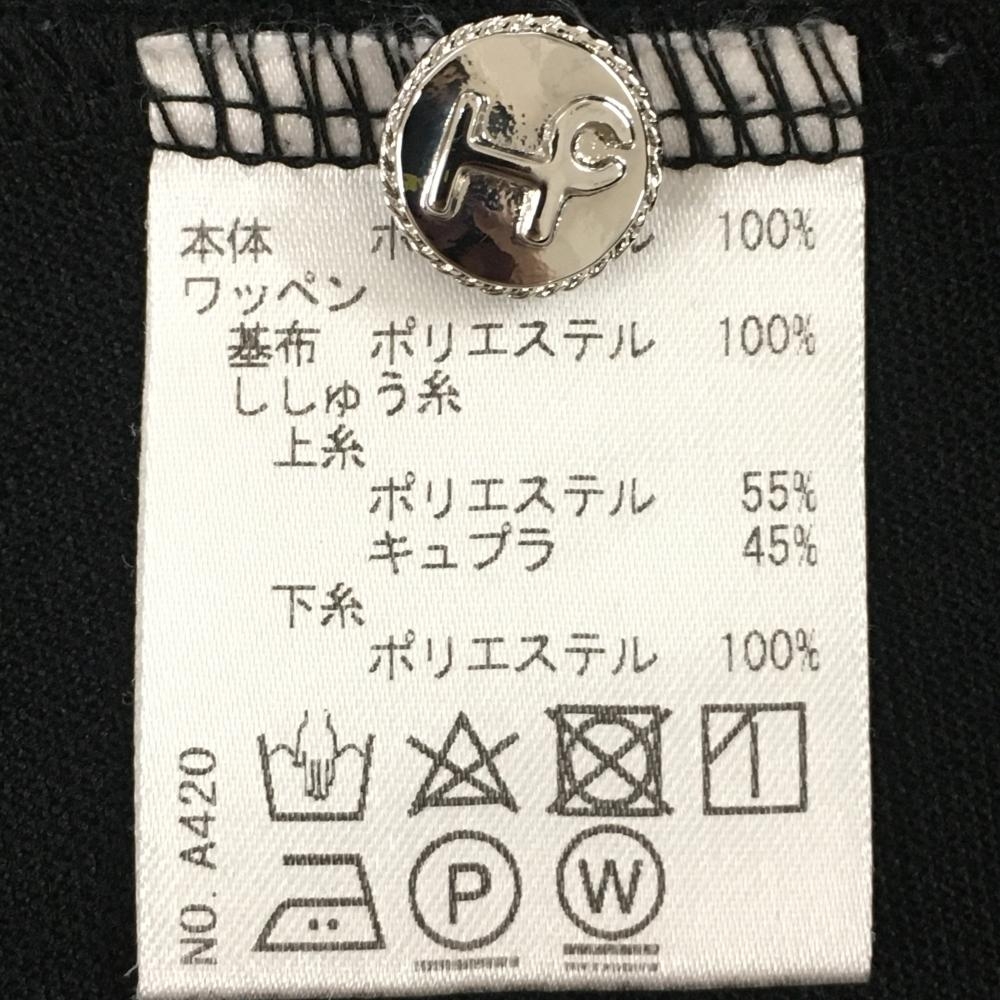 本体 100%
ワッペン
基布 ポリエステル 100%
ししゅう糸
上糸
ポリエステル 55%
キュプラ 45%
下糸
ポリエステル 100%
NO. A420
P W